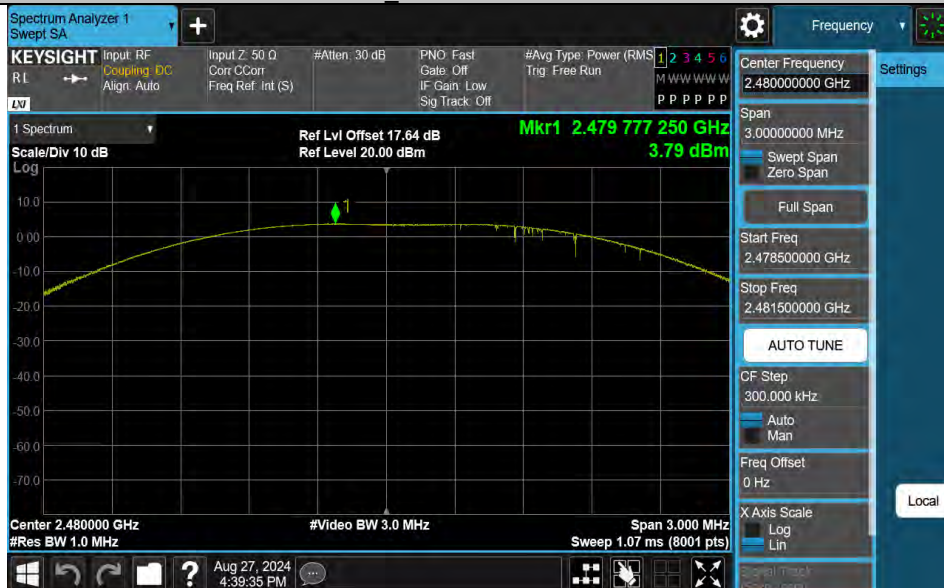 Spectrum Analyzer 1
Swept SA
+
Frequency
KEYSIGHT
RL
LXI
Input: RF
Coupling: DC
Align: Auto
Input Z: 50 Ω
Corr CCorr
Freq Ref: Int (S)
#Atten: 30 dB
PNO: Fast
Gate: Off
IF Gain: Low
Sig Track: Off
#Avg Type: Power (RMS
Trig: Free Run
1 2 3 4 5 6
M W W W W W
P P P P P P
Center Frequency
2.480000000 GHz
Settings
Span
3.00000000 MHz
Swept Span
Zero Span
Full Span
Start Freq
2.478500000 GHz
Stop Freq
2.481500000 GHz
AUTO TUNE
CF Step
300.000 kHz
Auto
Man
Freq Offset
0 Hz
X Axis Scale
Log
Lin
Signal Track
Local
1 Spectrum
Scale/Div 10 dB
Log
Ref Lvl Offset 17.64 dB
Ref Level 20.00 dBm
Mkr1 2.479 777 250 GHz
3.79 dBm
1
10.0
0.00
-10.0
-20.0
-30.0
-40.0
-50.0
-60.0
-70.0
Center 2.480000 GHz
#Res BW 1.0 MHz
#Video BW 3.0 MHz
Span 3.000 MHz
Sweep 1.07 ms (8001 pts)
?
Aug 27, 2024
4:39:35 PM